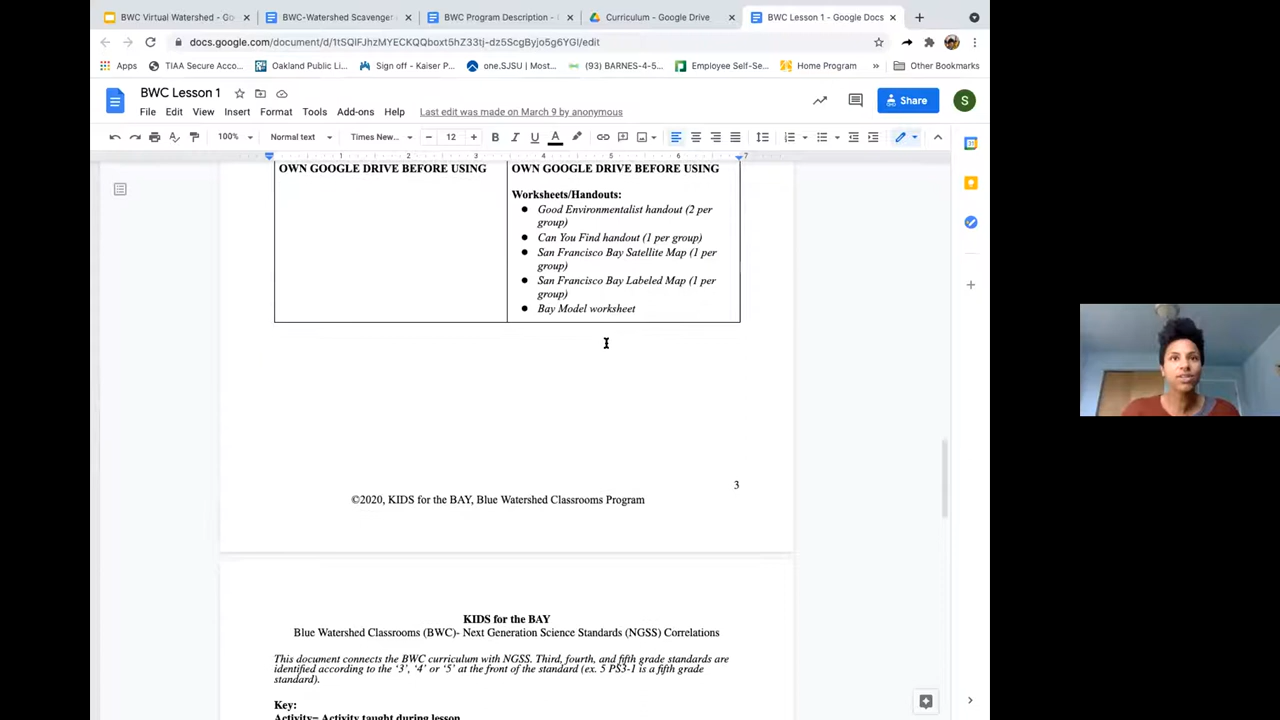 BWC Virtual Watershed - Go
BWC-Watershed Scavenger
BWC Program Description -
Curriculum - Google Drive
BWC Lesson 1 - Google Docs
docs.google.com/document/d/1tSQIFJhzMYECKQQboxt5hZ33tj-dz5ScgByjo5g6YGI/edit
Apps
TIAA Secure Acco...
Oakland Public Li...
Sign off - Kaiser P...
one.SJSU | Most...
(93) BARNES-4-5...
Employee Self-Se...
Home Program
»
Other Bookmarks
BWC Lesson 1
File Edit View Insert Format Tools Add-ons Help
Last edit was made on March 9 by anonymous
Share
S
100%
Normal text
Times New...
12
B I U A
1 2 3 4 5 6 7
OWN GOOGLE DRIVE BEFORE USING
OWN GOOGLE DRIVE BEFORE USING
Worksheets/Handouts:
● Good Environmentalist handout (2 per
group)
● Can You Find handout (1 per group)
● San Francisco Bay Satellite Map (1 per
group)
● San Francisco Bay Labeled Map (1 per
group)
● Bay Model worksheet
3
©2020, KIDS for the BAY, Blue Watershed Classrooms Program
KIDS for the BAY
Blue Watershed Classrooms (BWC)- Next Generation Science Standards (NGSS) Correlations
This document connects the BWC curriculum with NGSS. Third, fourth, and fifth grade standards are
identified according to the '3', '4' or '5' at the front of the standard (ex. 5 PS3-1 is a fifth grade
standard).
Key:
Activity= Activity taught during lesson